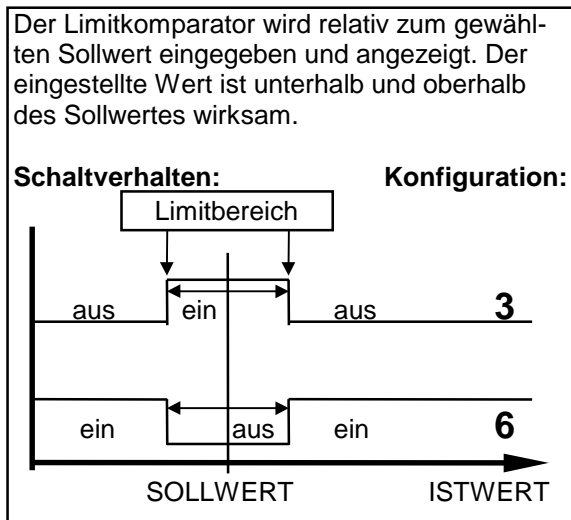 Der Limitkomparator wird relativ zum gewähl-
ten Sollwert eingegeben und angezeigt. Der
eingestellte Wert ist unterhalb und oberhalb
des Sollwertes wirksam.
Schaltverhalten: Konfiguration:
Limitbereich
aus ein aus 3
ein aus ein 6
SOLLWERT ISTWERT